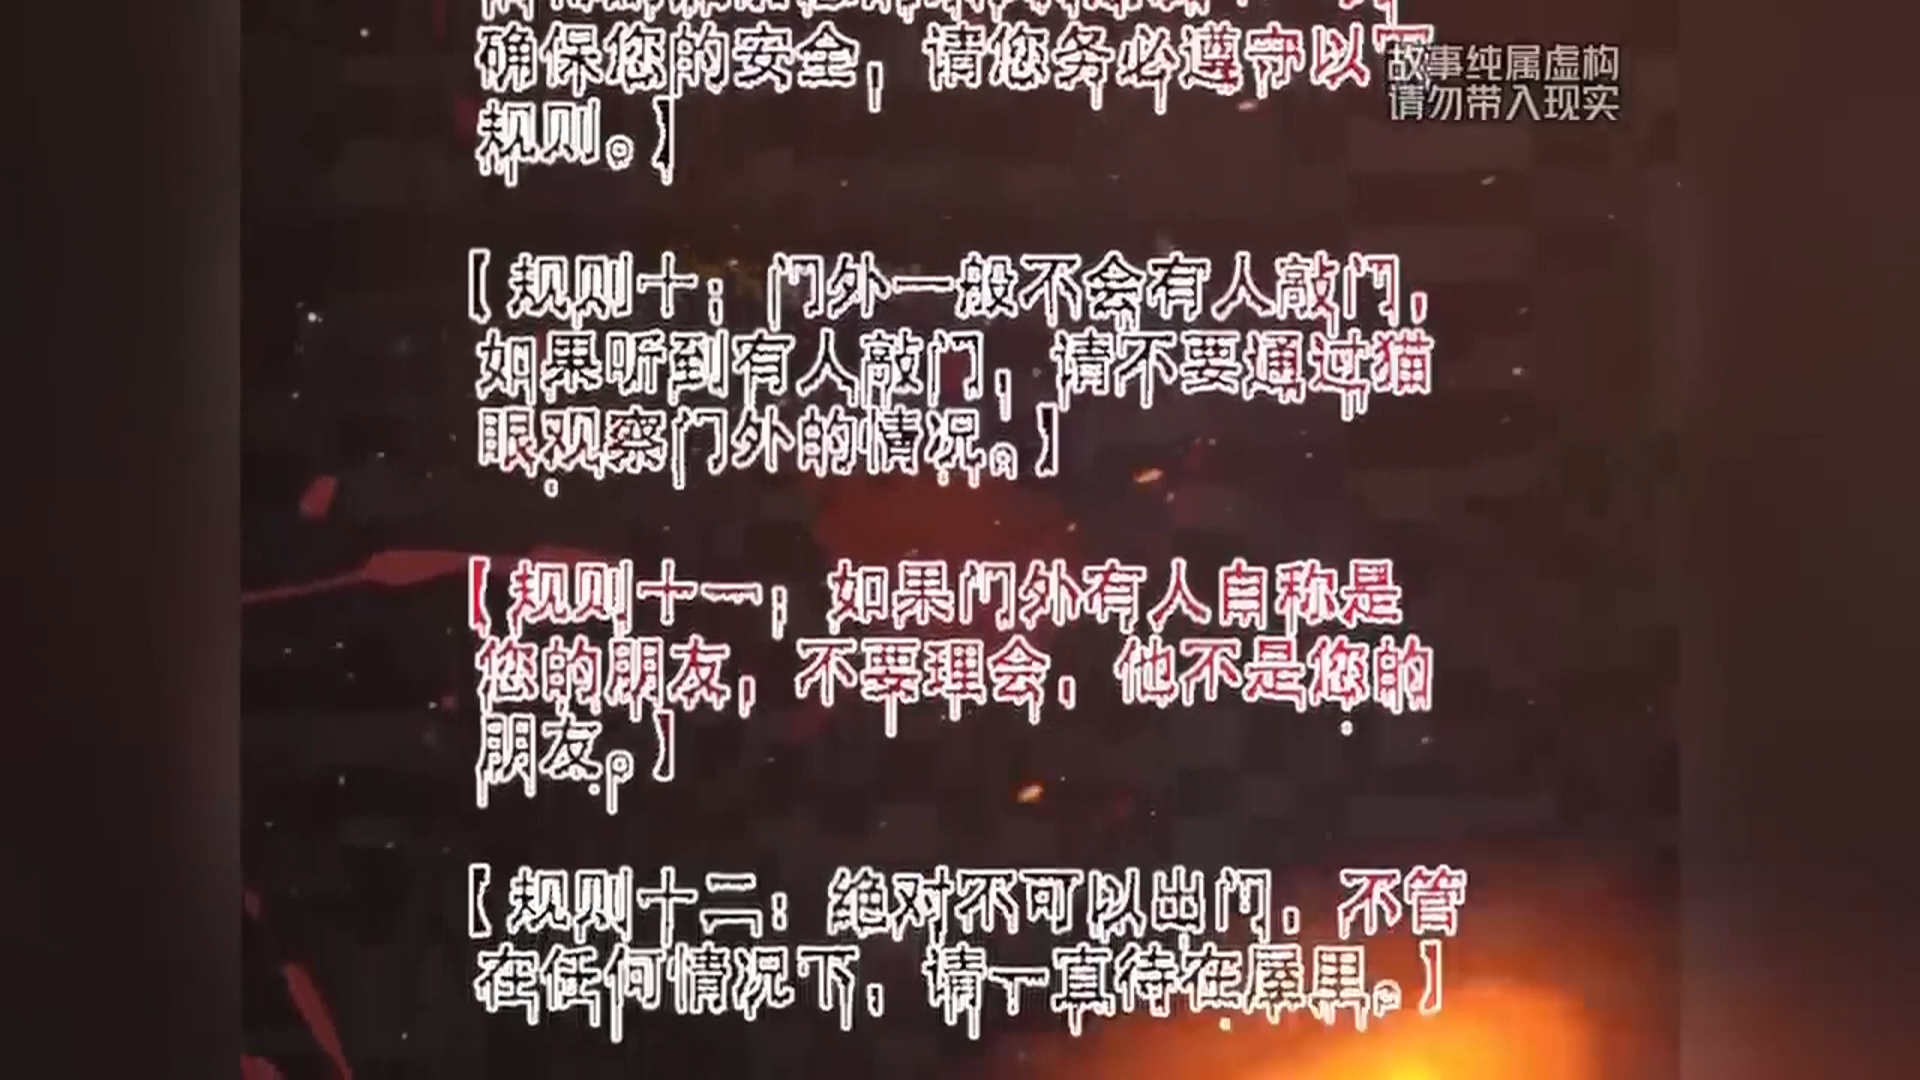 确保您的安全，请您务必遵守以下
规则。】
故事纯属虚构
请勿带入现实
【规则十：门外一般不会有人敲门，
如果听到有人敲门，请不要通过猫
眼观察门外的情况。】
【规则十一：如果门外有人自称是
您的朋友，不要理会，他不是您的
朋友。】
【规则十二：绝对不可以出门，不管
在任何情况下，请一直待在屋里。】